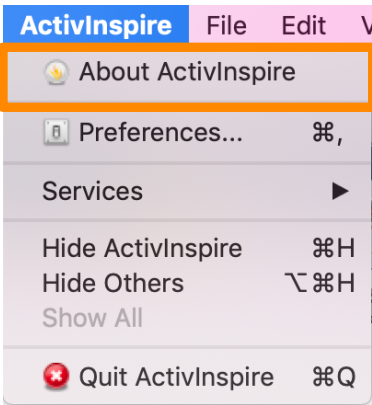 ActivInspire File Edit
About ActivInspire
Preferences... ⌘,
Services ▶
Hide ActivInspire ⌘H
Hide Others ⌥⌘H
Show All
Quit ActivInspire ⌘Q